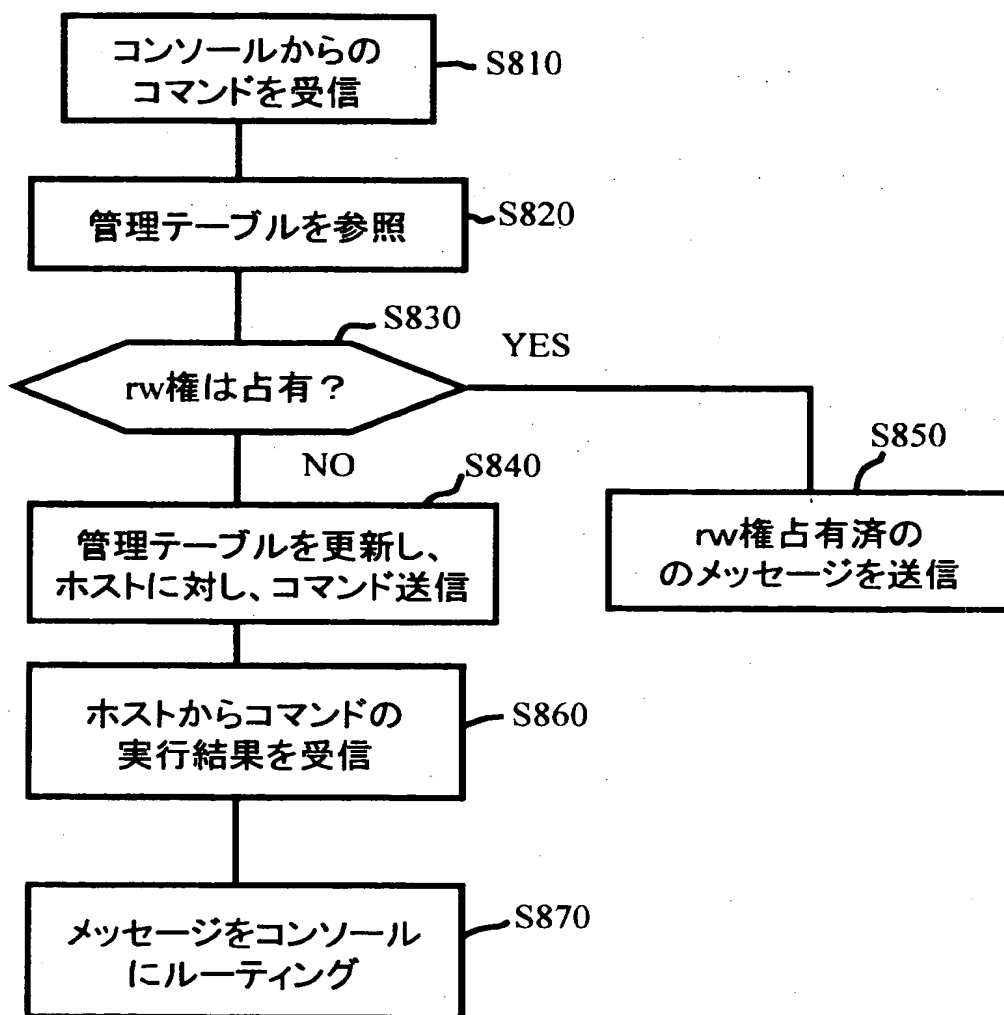 コンソールからの
コマンドを受信
S810
管理テーブルを参照
S820
S830
rw権は占有？
YES
NO
S840
管理テーブルを更新し、
ホストに対し、コマンド送信
S850
rw権占有済の
のメッセージを送信
ホストからコマンドの
実行結果を受信
S860
メッセージをコンソール
にルーティング
S870